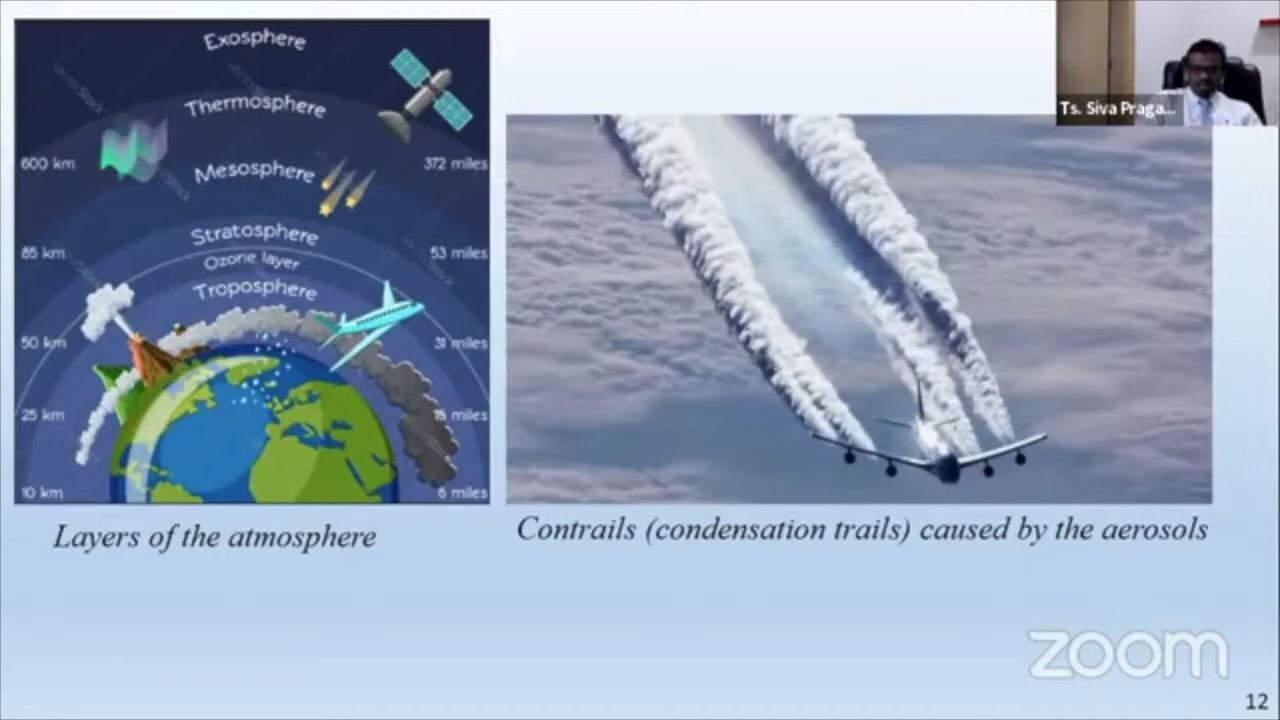 Exosphere
Thermosphere
600 km
372 miles
Mesosphere
Stratosphere
85 km
53 miles
Ozone layer
Troposphere
50 km
31 miles
25 km
15 miles
10 km
6 miles
Layers of the atmosphere
Ts. Siva Praga...
Contrails (condensation trails) caused by the aerosols
zoom
12